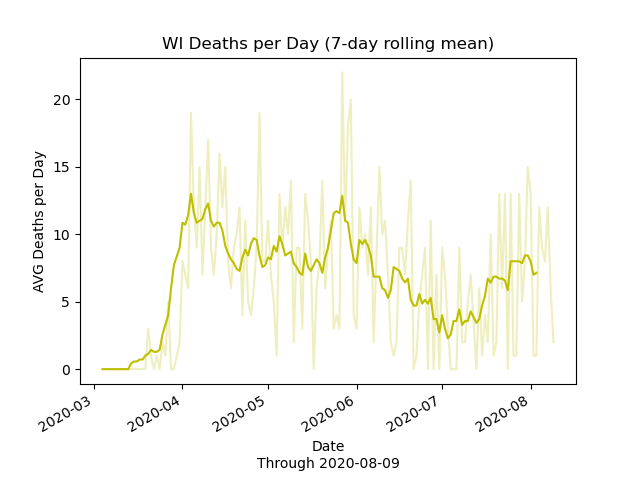 WI Deaths per Day (7-day rolling mean)
AVG Deaths per Day
20
15
10
5
0
2020-03
2020-04
2020-05
2020-06
2020-07
2020-08
Date
Through 2020-08-09